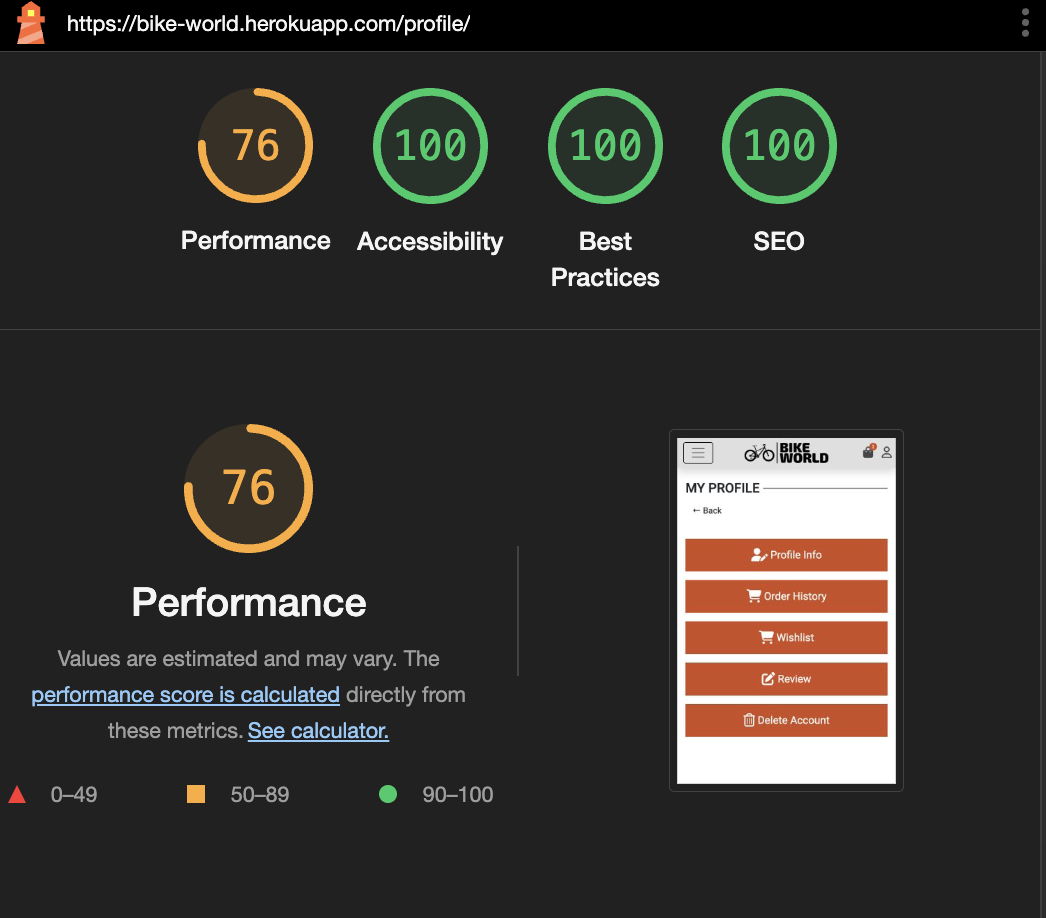 https://bike-world.herokuapp.com/profile/
76
100
100
100
Performance
Accessibility
Best
Practices
SEO
76
Performance
Values are estimated and may vary. The
performance score is calculated directly from
these metrics. See calculator.
0–49
50–89
90–100
BIKE
WORLD
1
MY PROFILE
← Back
Profile Info
Order History
Wishlist
Review
Delete Account